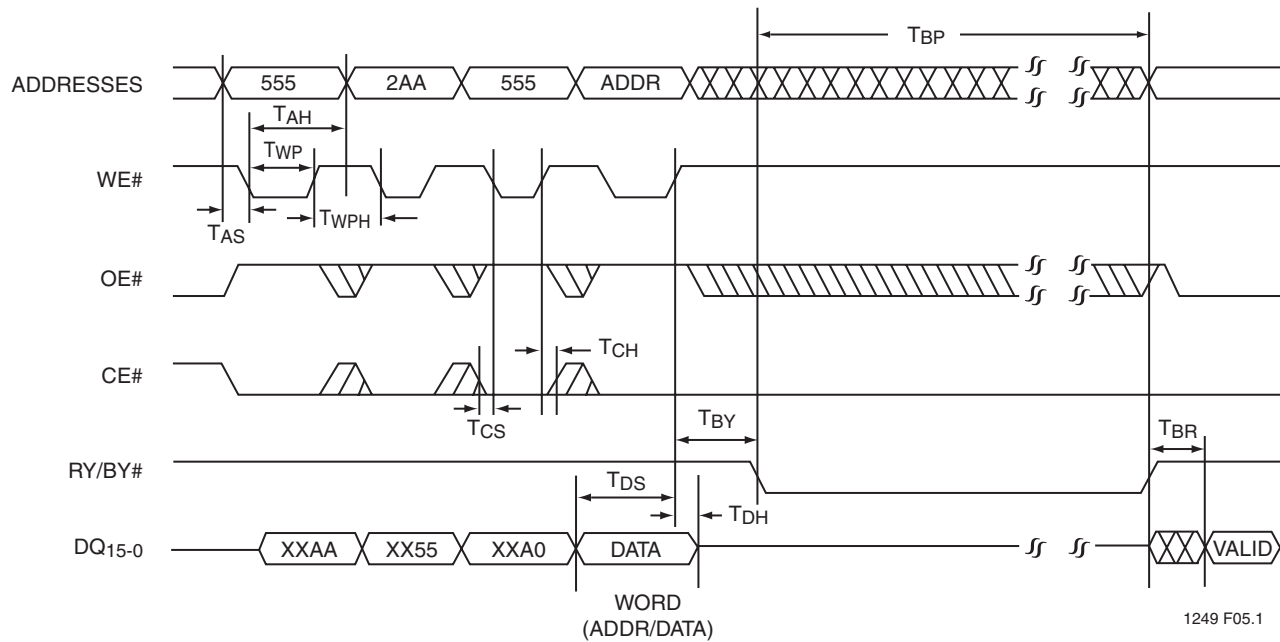 TBP
ADDRESSES 555 2AA 555 ADDR
TAH
TWP
WE#
TAS TWPH
OE#
TCH
CE#
TCS TBY TBR
RY/BY#
TDS TDH
DQ15-0 XXAA XX55 XXA0 DATA VALID
WORD
(ADDR/DATA)
1249 F05.1